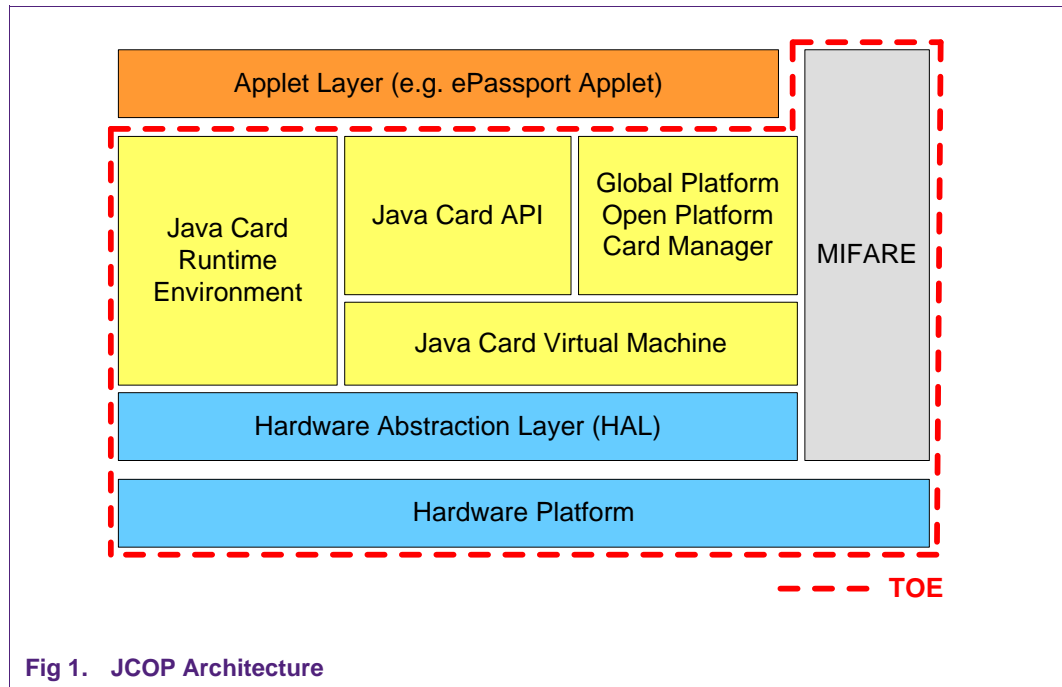 Applet Layer (e.g. ePassport Applet)
Java Card
Runtime
Environment
Java Card API
Global Platform
Open Platform
Card Manager
MIFARE
Java Card Virtual Machine
Hardware Abstraction Layer (HAL)
Hardware Platform
TOE
Fig 1. JCOP Architecture